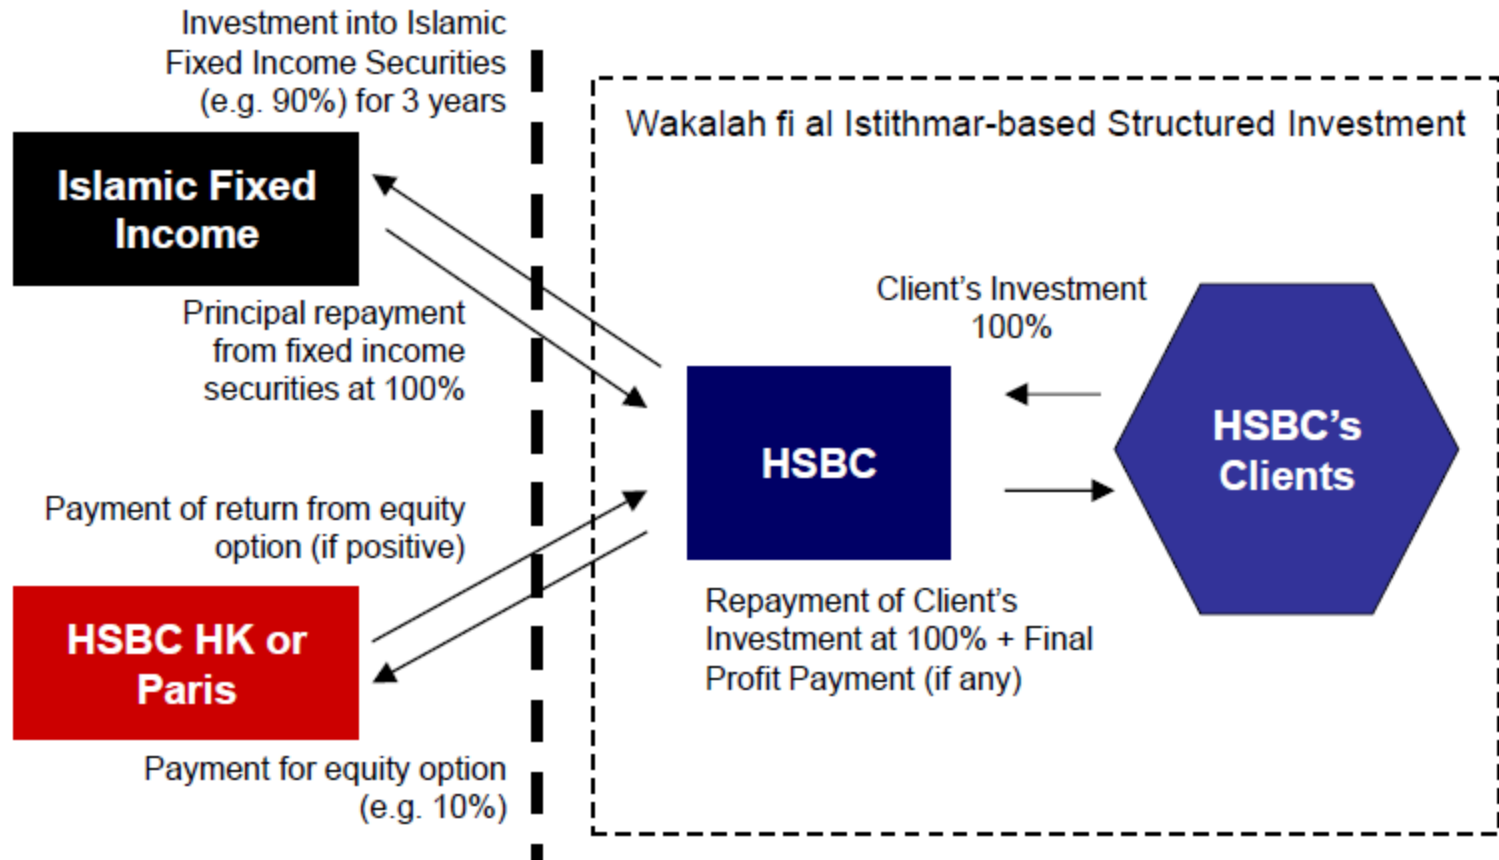 Investment into Islamic
Fixed Income Securities
(e.g. 90%) for 3 years
Islamic Fixed
Income
Principal repayment
from fixed income
securities at 100%
Payment of return from equity
option (if positive)
HSBC HK or
Paris
Payment for equity option
(e.g. 10%)
Wakalah fi al Istithmar-based Structured Investment
Client’s Investment
100%
HSBC
HSBC’s
Clients
Repayment of Client’s
Investment at 100% + Final
Profit Payment (if any)